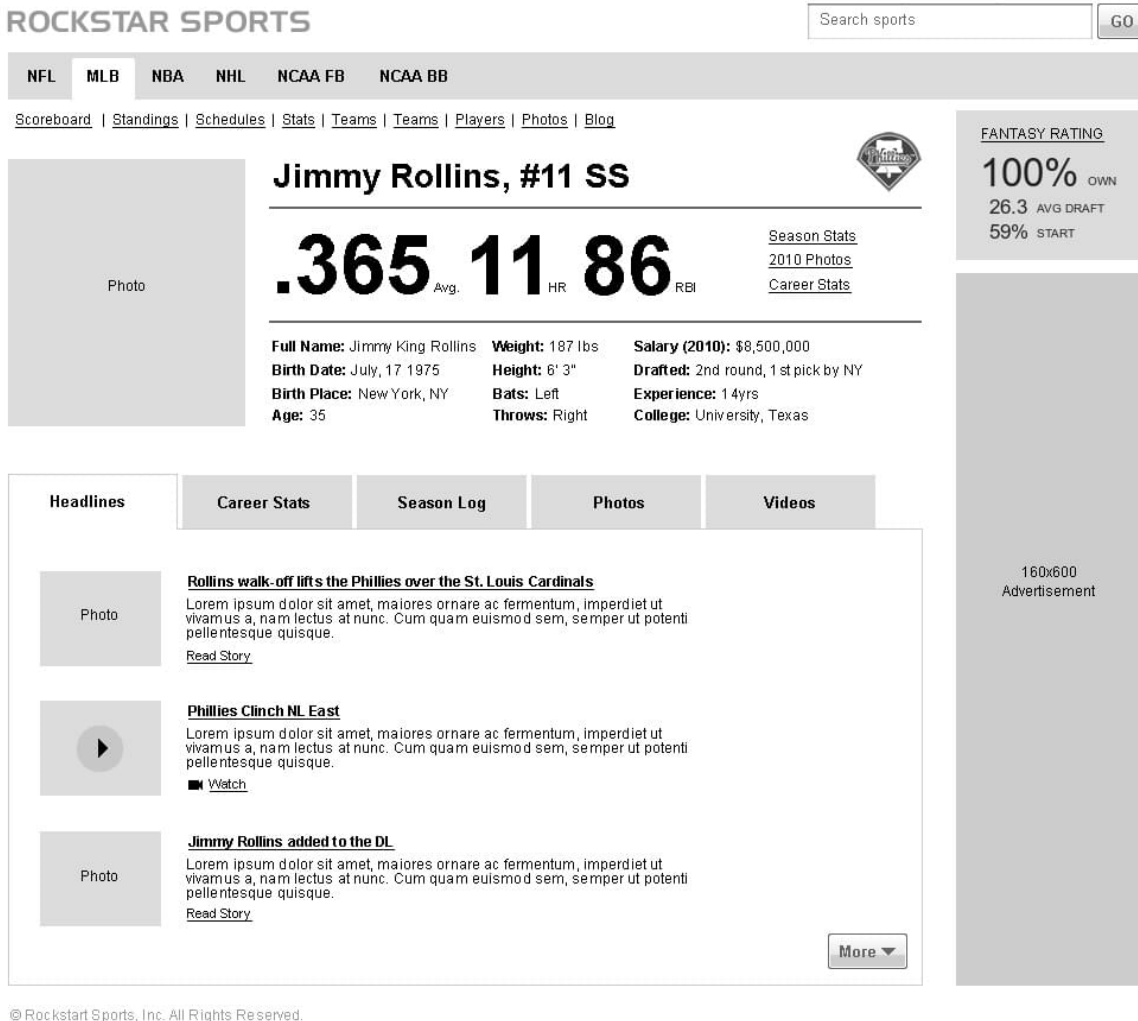 ROCKSTAR SPORTS
Search sports
GO
NFL MLB NBA NHL NCAA FB NCAA BB
Scoreboard | Standings | Schedules | Stats | Teams | Teams | Players | Photos | Blog
Photo
Jimmy Rollins, #11 SS
Phillies
.365 Avg. 11 HR 86 RBI
Season Stats
2010 Photos
Career Stats
Full Name: Jimmy King Rollins Weight: 187 lbs Salary (2010): $8,500,000
Birth Date: July, 17 1975 Height: 6' 3" Drafted: 2nd round, 1st pick by NY
Birth Place: New York, NY Bats: Left Experience: 14yrs
Age: 35 Throws: Right College: University, Texas
FANTASY RATING
100% OWN
26.3 AVG DRAFT
59% START
Headlines Career Stats Season Log Photos Videos
Photo
Rollins walk-off lifts the Phillies over the St. Louis Cardinals
Lorem ipsum dolor sit amet, maiores ornare ac fermentum, imperdiet ut
vivamus a, nam lectus at nunc. Cum quam euismod sem, semper ut potenti
pellentesque quisque.
Read Story
Phillies Clinch NL East
Lorem ipsum dolor sit amet, maiores ornare ac fermentum, imperdiet ut
vivamus a, nam lectus at nunc. Cum quam euismod sem, semper ut potenti
pellentesque quisque.
Watch
Photo
Jimmy Rollins added to the DL
Lorem ipsum dolor sit amet, maiores ornare ac fermentum, imperdiet ut
vivamus a, nam lectus at nunc. Cum quam euismod sem, semper ut potenti
pellentesque quisque.
Read Story
More
160x600
Advertisement
© Rockstart Sports, Inc. All Rights Reserved.